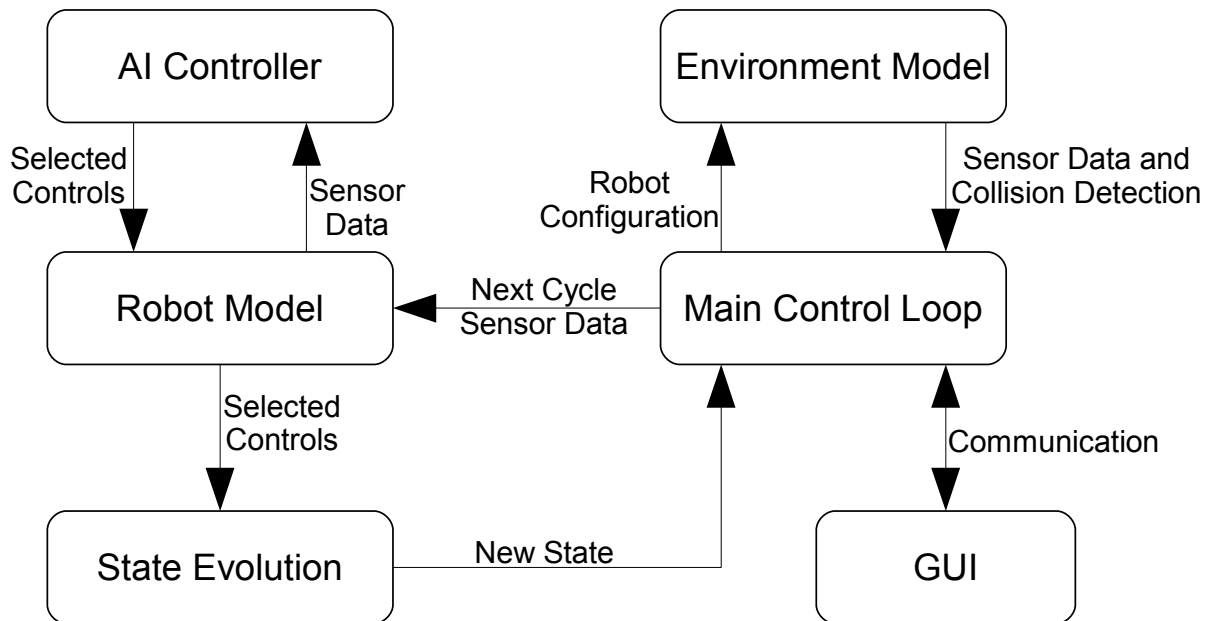 AI Controller
Environment Model
Selected
Controls
Sensor
Data
Robot
Configuration
Sensor Data and
Collision Detection
Robot Model
Next Cycle
Sensor Data
Main Control Loop
Selected
Controls
Communication
State Evolution
New State
GUI